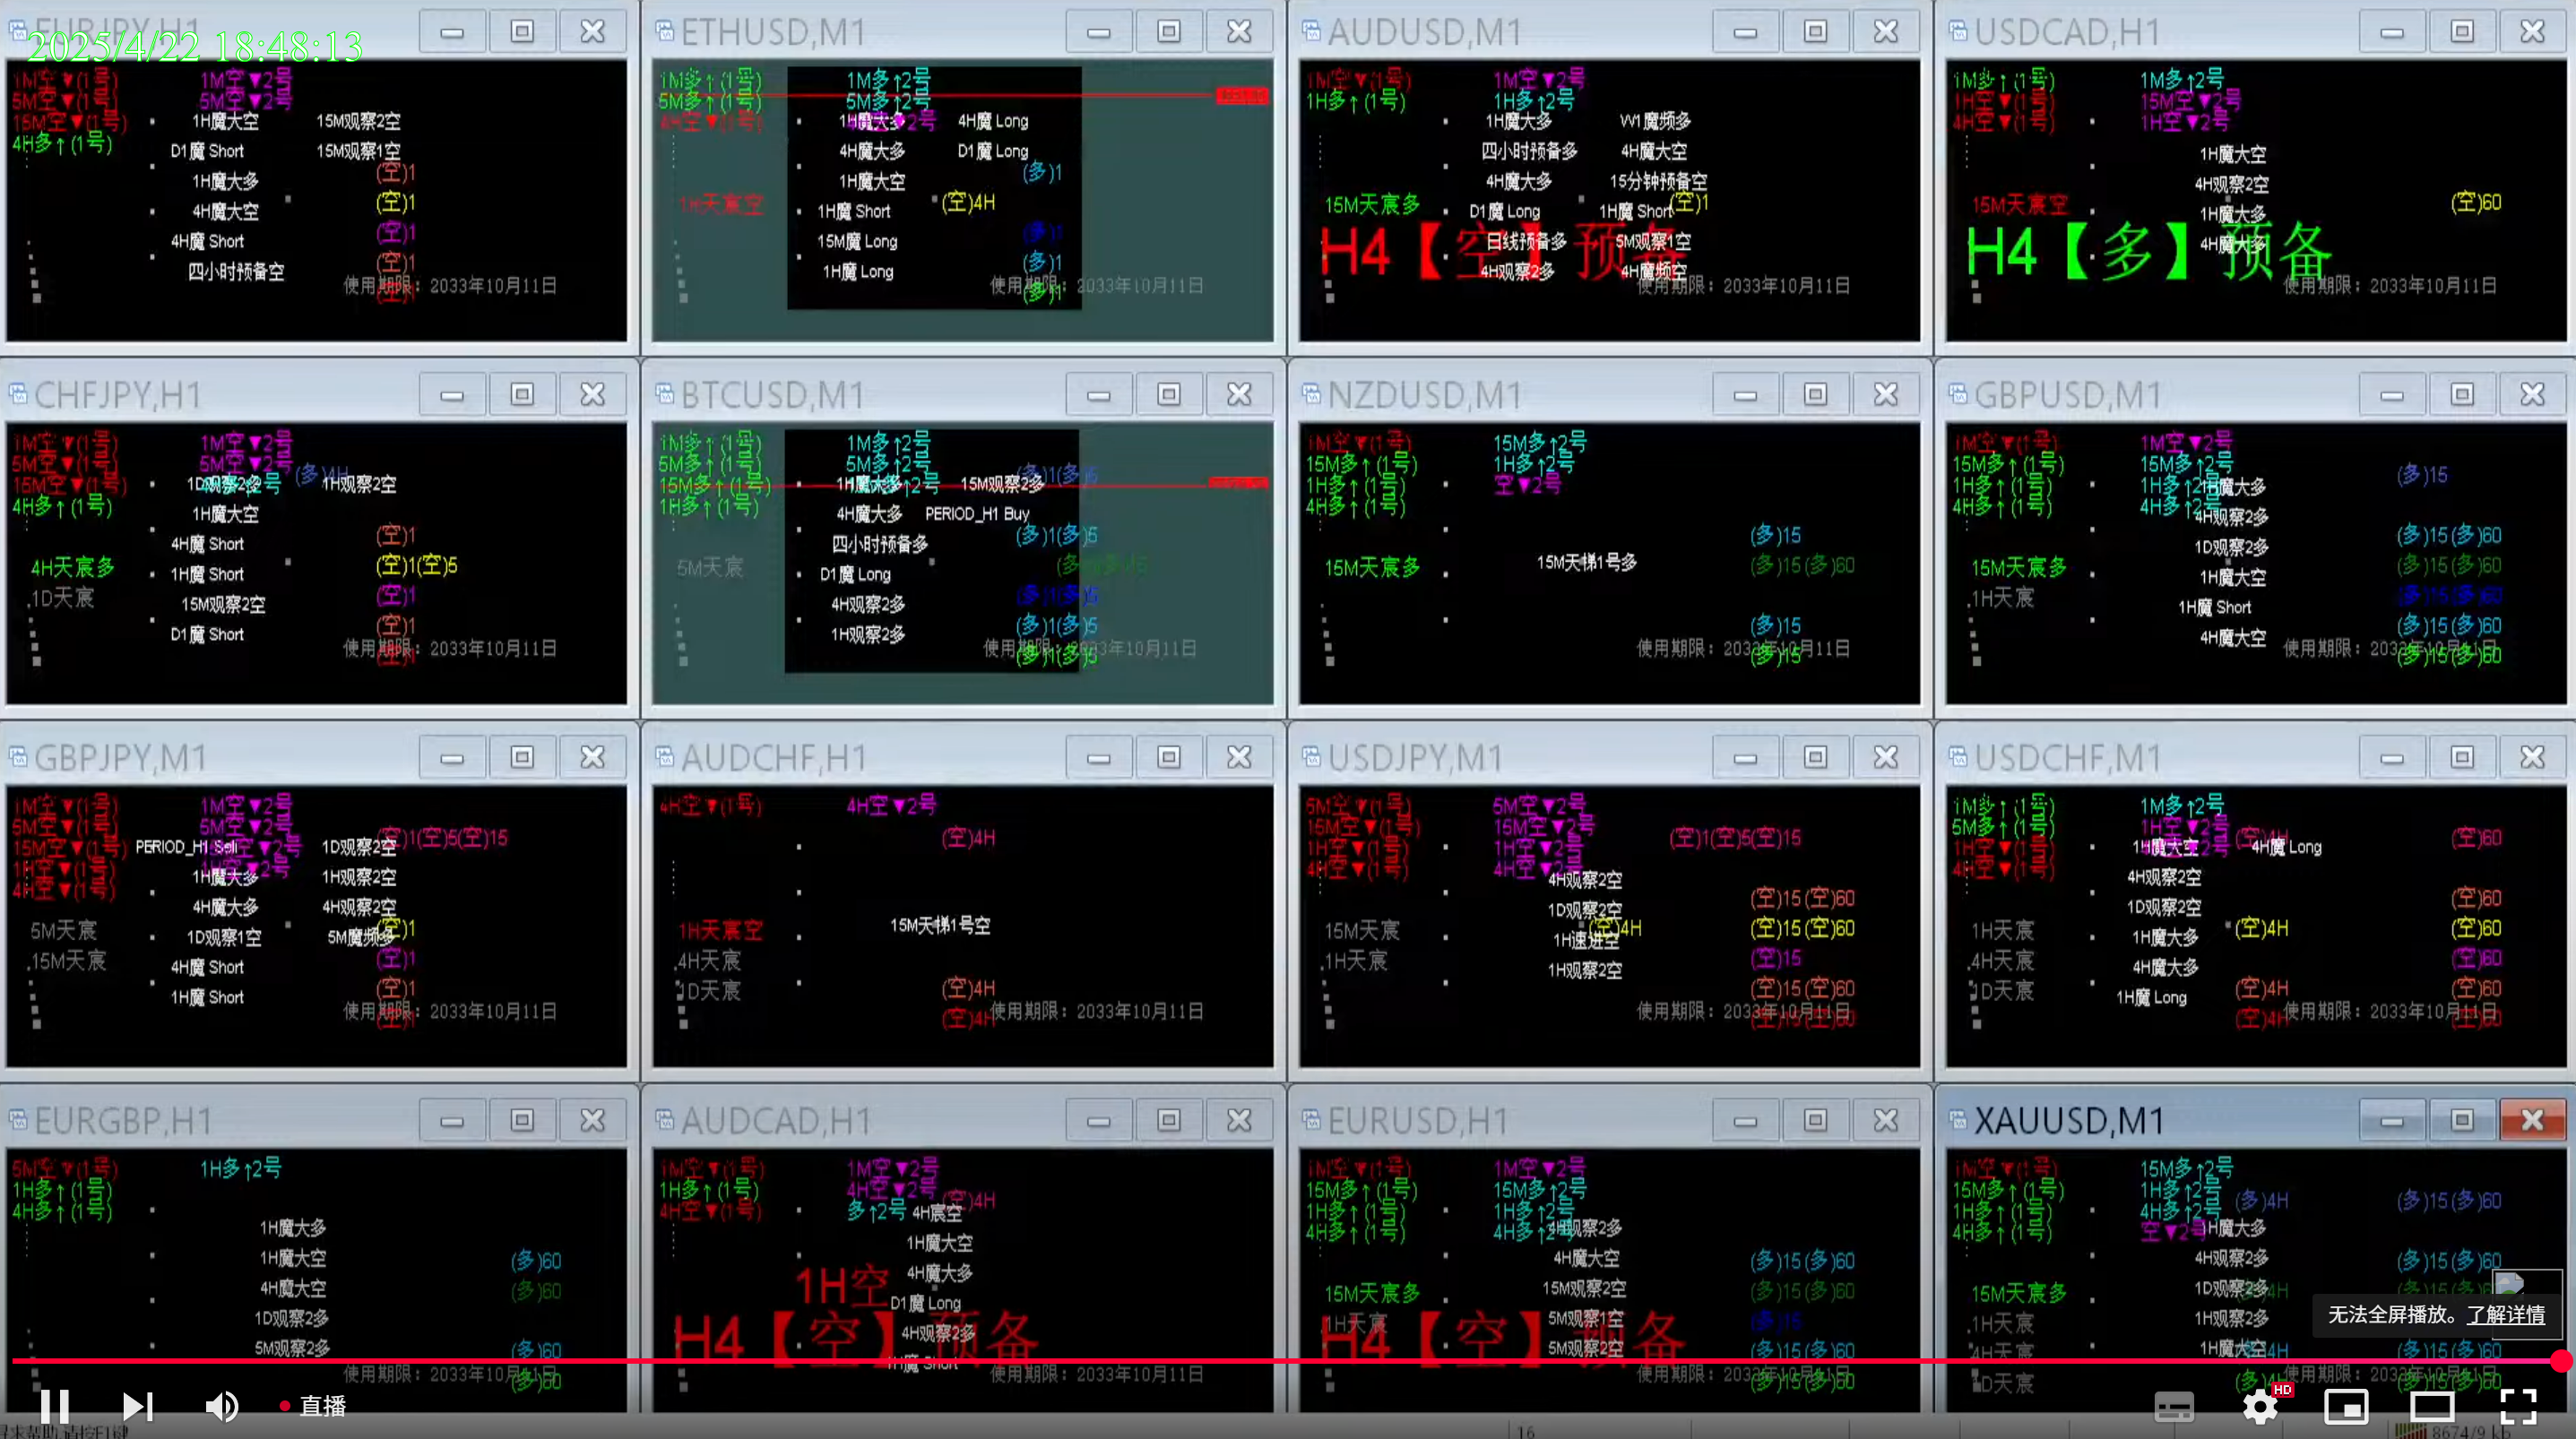 2025/4/22 18:48:13
EURJPY,H1
1M空▼(1号)
5M空▼(1号)
15M空▼(1号)
4H多↑(1号)
1M空▼2号
5M空▼2号
1H魔大空 15M观察2空
D1魔 Short 15M观察1空
1H魔大多
4H魔大空
4H魔 Short
四小时预备空
(空)1
(空)1
(空)1
(空)1
使用期限：2033年10月11日
ETHUSD,M1
1M多↑(1号)
5M多↑(1号)
4H空▼(1号)
1M多↑2号
5M多↑2号
4H魔 Long
4H魔大多 D1魔 Long
1H魔大空
1H魔 Short
15M魔 Long
1H魔 Long
1H天宸空
(多)1
(空)4H
(多)1
(多)1
(多)1
使用期限：2033年10月11日
AUDUSD,M1
1M空▼(1号)
1H多↑(1号)
1M空▼2号
1H多↑2号
1H魔大多
四小时预备多 4H魔大空
4H魔大多 15分钟预备空
D1魔 Long 1H魔 Short
(空)1
日线预备多 5M观察1空
4H观察2多 4H魔频空
15M天宸多
H4【空】预备
使用期限：2033年10月11日
USDCAD,H1
1M多↑(1号)
1H空▼(1号)
4H空▼(1号)
1M多↑2号
15M空▼2号
1H空▼2号
1H魔大空
4H观察2空
1H魔大多
4H魔大多
15M天宸空
(空)60
H4【多】预备
使用期限：2033年10月11日
CHFJPY,H1
1M空▼(1号)
5M空▼(1号)
15M空▼(1号)
4H多↑(1号)
1M空▼2号
5M空▼2号
(多)4H
1H观察2空
1H魔大空
4H魔 Short
1H魔 Short
15M观察2空
D1魔 Short
4H天宸多
1D天宸
(空)1
(空)1(空)5
(空)1
(空)1
使用期限：2033年10月11日
BTCUSD,M1
1M多↑(1号)
5M多↑(1号)
15M多↑(1号)
1H多↑(1号)
1M多↑2号
5M多↑2号
15M观察2多
4H魔大多 PERIOD_H1 Buy
四小时预备多
D1魔 Long
4H观察2多
1H观察2多
5M天宸
(多)1(多)5
(多)1(多)5
(多)1(多)5
(多)1(多)5
(多)1(多)5
使用期限：2033年10月11日
NZDUSD,M1
1M空▼(1号)
15M多↑(1号)
1H多↑(1号)
4H多↑(1号)
15M多↑2号
1H多↑2号
空▼2号
15M天宸多
15M天梯1号多
(多)15
(多)15(多)60
(多)15
(多)15
使用期限：2033年10月11日
GBPUSD,M1
1M空▼(1号)
15M多↑(1号)
1H多↑(1号)
4H多↑(1号)
1M空▼2号
15M多↑2号
1H多↑2号
4H多↑2号
1H魔大多
4H观察2多
1D观察2多
1H魔大空
1H魔 Short
4H魔大空
15M天宸多
1H天宸
(多)15
(多)15(多)60
(多)15(多)60
(多)15(多)60
(多)15(多)60
(多)15(多)60
使用期限：2033年10月11日
GBPJPY,M1
1M空▼(1号)
5M空▼(1号)
15M空▼(1号)
1H空▼(1号)
4H空▼(1号)
1M空▼2号
5M空▼2号
PERIOD_H1 Sell
1D观察2空
(空)1(空)5(空)15
1H魔大多 1H观察2空
4H魔大多 4H观察2空
1D观察1空 5M魔频多
4H魔 Short
1H魔 Short
5M天宸
15M天宸
(空)1
(空)1
(空)1
使用期限：2033年10月11日
AUDCHF,H1
4H空▼(1号)
4H空▼2号
(空)4H
15M天梯1号空
1H天宸空
4H天宸
1D天宸
(空)4H
(空)4H
使用期限：2033年10月11日
USDJPY,M1
5M空▼(1号)
15M空▼(1号)
1H空▼(1号)
4H空▼(1号)
5M空▼2号
15M空▼2号
1H空▼2号
4H空▼2号
(空)1(空)5(空)15
4H观察2空
1D观察2空
(空)4H
1H速进空
1H观察2空
15M天宸
1H天宸
(空)15(空)60
(空)15(空)60
(空)15
(空)15(空)60
(空)15(空)60
使用期限：2033年10月11日
USDCHF,M1
1M多↑(1号)
5M多↑(1号)
1H空▼(1号)
4H空▼(1号)
1M多↑2号
1H空▼2号
(空)4H
(空)60
1H魔大空 4H魔 Long
4H观察2空
1D观察2空
1H魔大多
4H魔大多
1H魔 Long
1H天宸
4H天宸
1D天宸
(空)4H
(空)4H
(空)4H
(空)60
(空)60
(空)60
(空)60
(空)60
使用期限：2033年10月11日
EURGBP,H1
5M空▼(1号)
1H多↑(1号)
4H多↑(1号)
1H多↑2号
1H魔大多
1H魔大空
4H魔大空
1D观察2多
5M观察2多
(多)60
(多)60
(多)60
(多)60
使用期限：2033年10月11日
AUDCAD,H1
1M空▼(1号)
1H多↑(1号)
4H空▼(1号)
1M空▼2号
4H空▼2号
多↑2号
(空)4H
4H宸空
1H魔大空
4H魔大多
D1魔 Long
4H观察2多
1H魔 Short
1H空
H4【空】预备
使用期限：2033年10月11日
EURUSD,H1
1M空▼(1号)
15M多↑(1号)
1H多↑(1号)
4H多↑(1号)
1M空▼2号
15M多↑2号
1H多↑2号
4H多↑2号
4H观察2多
4H魔大空
15M观察2空
5M观察1空
5M观察2空
15M天宸多
1H天宸
H4【空】预备
(多)15(多)60
(多)15(多)60
(多)15
(多)15(多)60
(多)15(多)60
使用期限：2033年10月11日
XAUUSD,M1
1M空▼(1号)
15M多↑(1号)
1H多↑(1号)
4H多↑(1号)
15M多↑2号
1H多↑2号
4H多↑2号
空▼2号
(多)4H
(多)15(多)60
1H魔大多
4H观察2多
1D观察2多
1H观察2多
1H魔大空
15M天宸多
1H天宸
4H天宸
1D天宸
(多)15(多)60
(多)15(多)60
(多)15(多)60
使用期限：2033年10月11日
无法全屏播放。了解详情
直播
HD
16
8674/9 kb